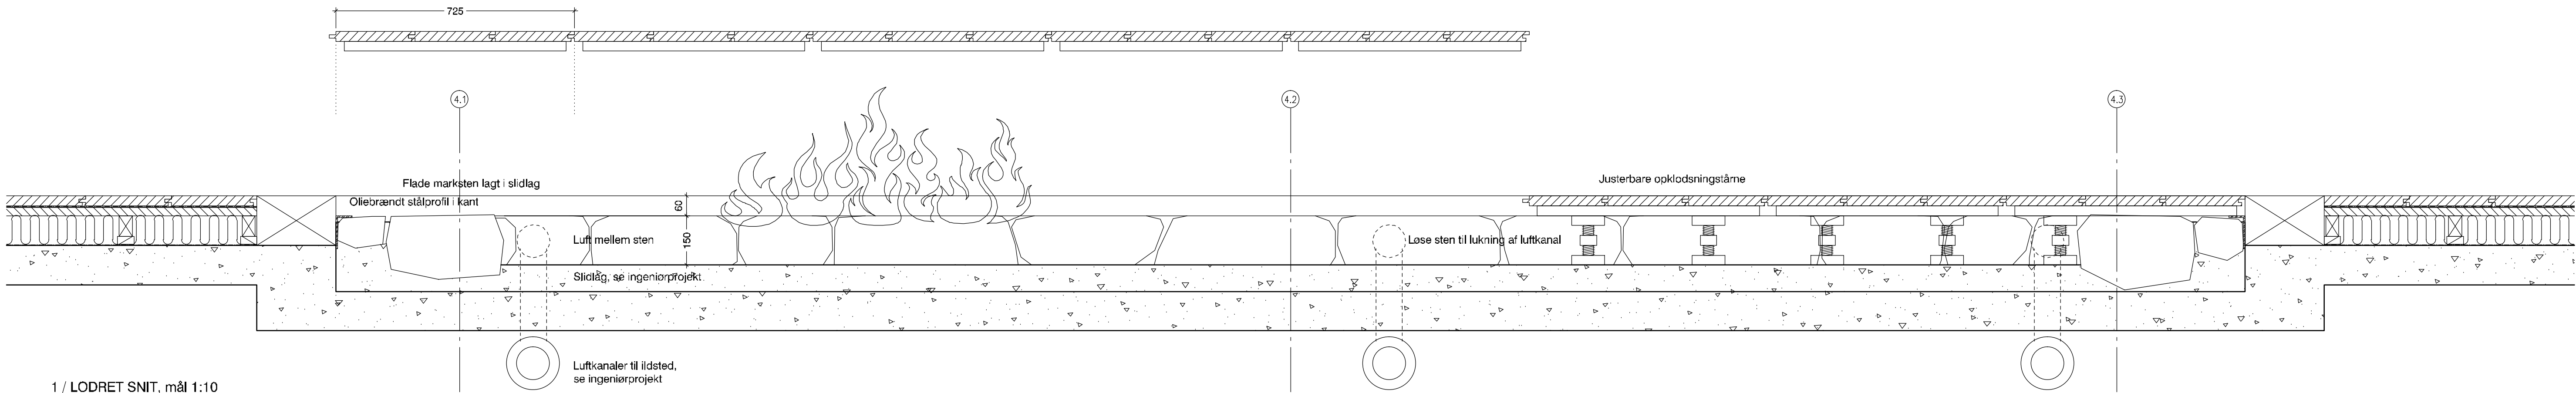 725
4.1
4.2
4.3
Flade marksten lagt i slidlag
Justerbare opklodsningstårne
Oliebrændt stålprofil i kant
60
150
Luft mellem sten
Løse sten til lukning af luftkanal
Slidlag, se ingeniørprojekt
Luftkanaler til ildsted,
se ingeniørprojekt
1 / LODRET SNIT, mål 1:10